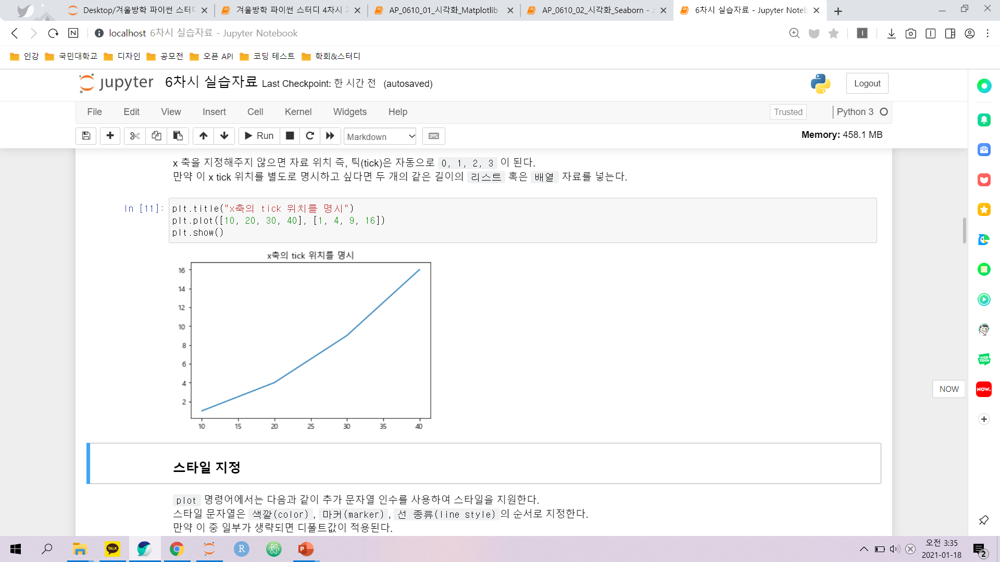 Desktop/겨울방학 파이썬 스터디
겨울방학 파이썬 스터디 4차시
AP_0610_01_시각화_Matplotlib
AP_0610_02_시각화_Seaborn -
6차시 실습자료 - Jupyter Noteb
localhost 6차시 실습자료 - Jupyter Notebook
인강 국민대학교 디자인 공모전 오픈 API 코딩 테스트 학회&스터디
jupyter 6차시 실습자료 Last Checkpoint: 한 시간 전 (autosaved)
Logout
File Edit View Insert Cell Kernel Widgets Help
Trusted
Python 3
Run
Markdown
Memory: 458.1 MB
x 축을 지정해주지 않으면 자료 위치 즉, 틱(tick)은 자동으로 0, 1, 2, 3 이 된다.
만약 이 x tick 위치를 별도로 명시하고 싶다면 두 개의 같은 길이의 리스트 혹은 배열 자료를 넣는다.
In [11]:
plt.title("x축의 tick 위치를 명시")
plt.plot([10, 20, 30, 40], [1, 4, 9, 16])
plt.show()
x축의 tick 위치를 명시
16
14
12
10
8
6
4
2
10 15 20 25 30 35 40
스타일 지정
plot 명령어에서는 다음과 같이 추가 문자열 인수를 사용하여 스타일을 지원한다.
스타일 문자열은 색깔(color), 마커(marker), 선 종류(line style)의 순서로 지정한다.
만약 이 중 일부가 생략되면 디폴트값이 적용된다.
WEB
TOON
NOW
NOW.
TALK
R
P
오전 3:35
2021-01-18
2